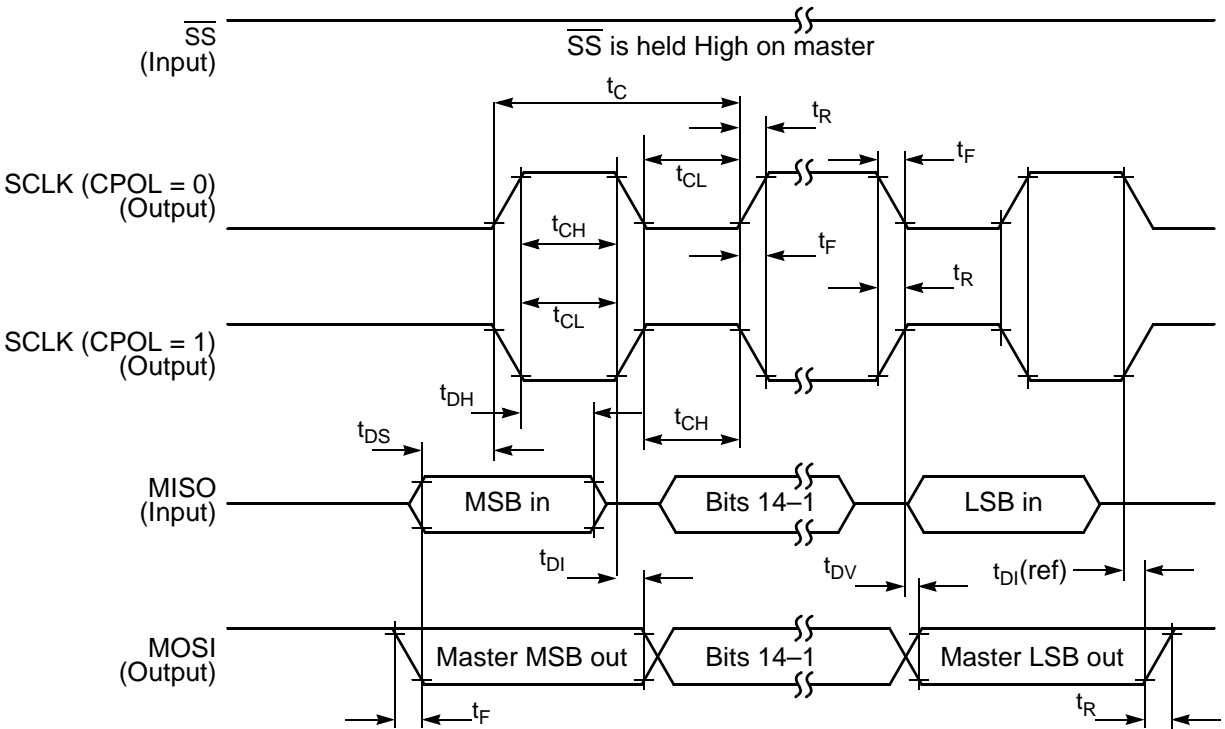 SS
(Input)
SS is held High on master
tC
tR
tF
SCLK (CPOL = 0)
(Output)
tCL
tCH
tF
tR
tCL
SCLK (CPOL = 1)
(Output)
tDH
tCH
tDS
MISO
(Input)
MSB in
Bits 14–1
LSB in
tDI
tDV
tDI(ref)
MOSI
(Output)
Master MSB out
Bits 14–1
Master LSB out
tF
tR